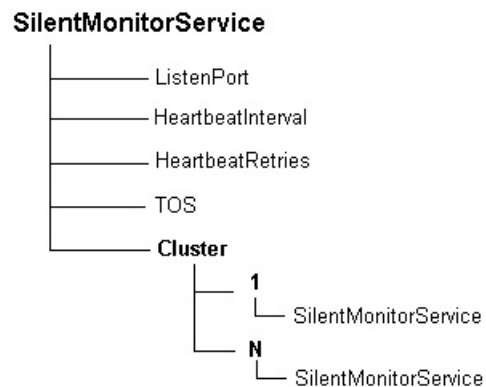 SilentMonitorService
ListenPort
HeartbeatInterval
HeartbeatRetries
TOS
Cluster
1
SilentMonitorService
N
SilentMonitorService